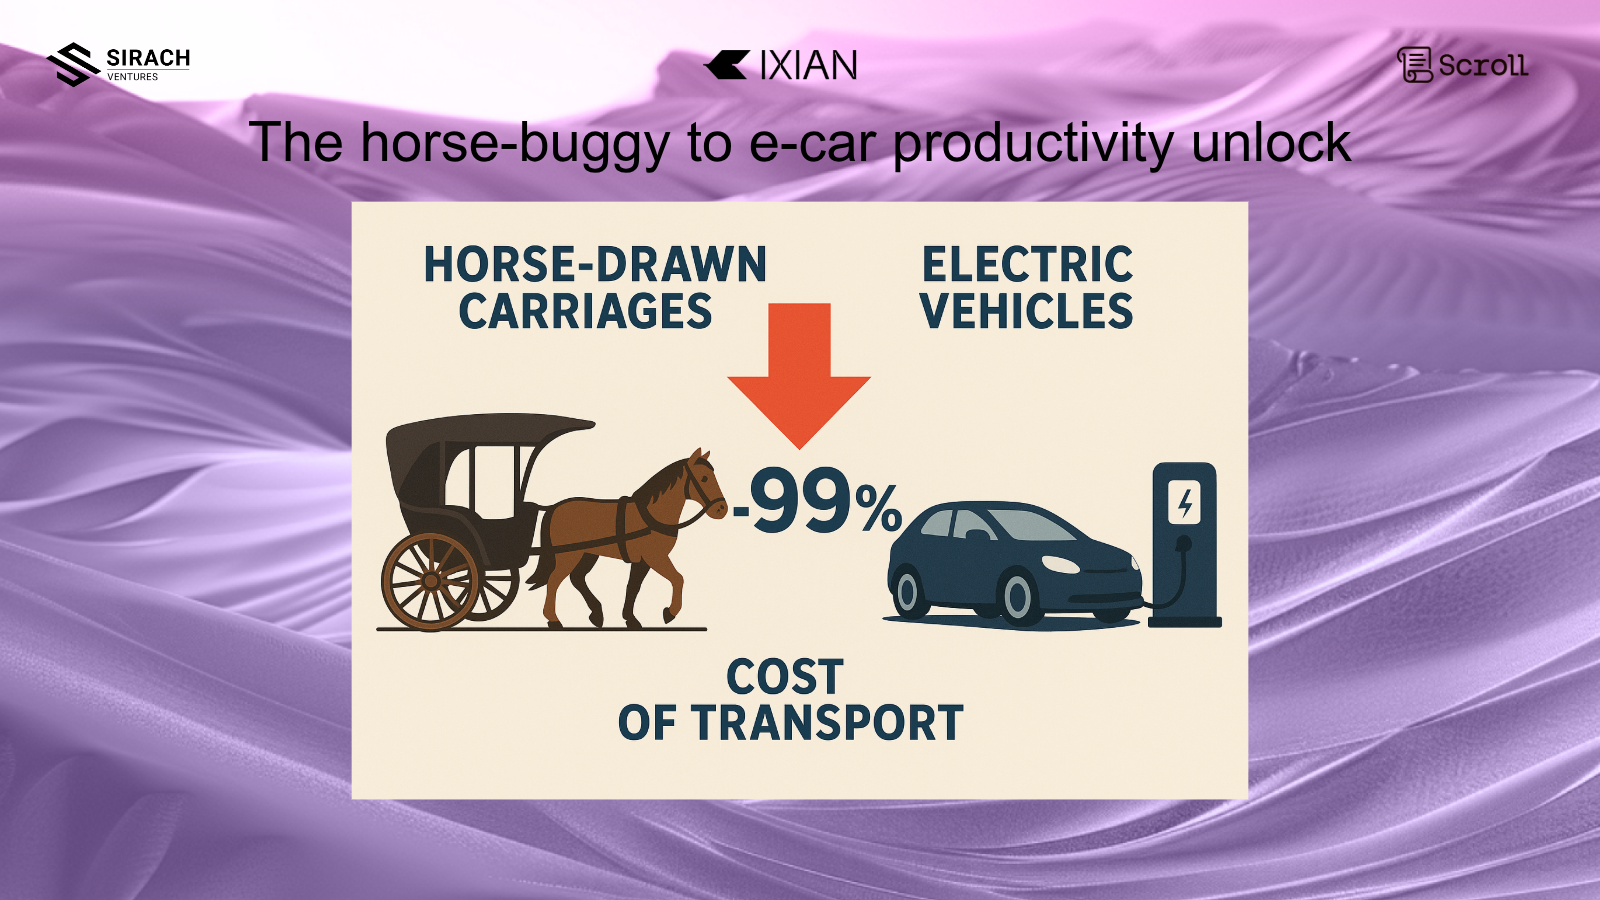 SIRACH
VENTURES
IXIAN
Scroll
The horse-buggy to e-car productivity unlock
HORSE-DRAWN
CARRIAGES
ELECTRIC
VEHICLES
-99%
COST
OF TRANSPORT